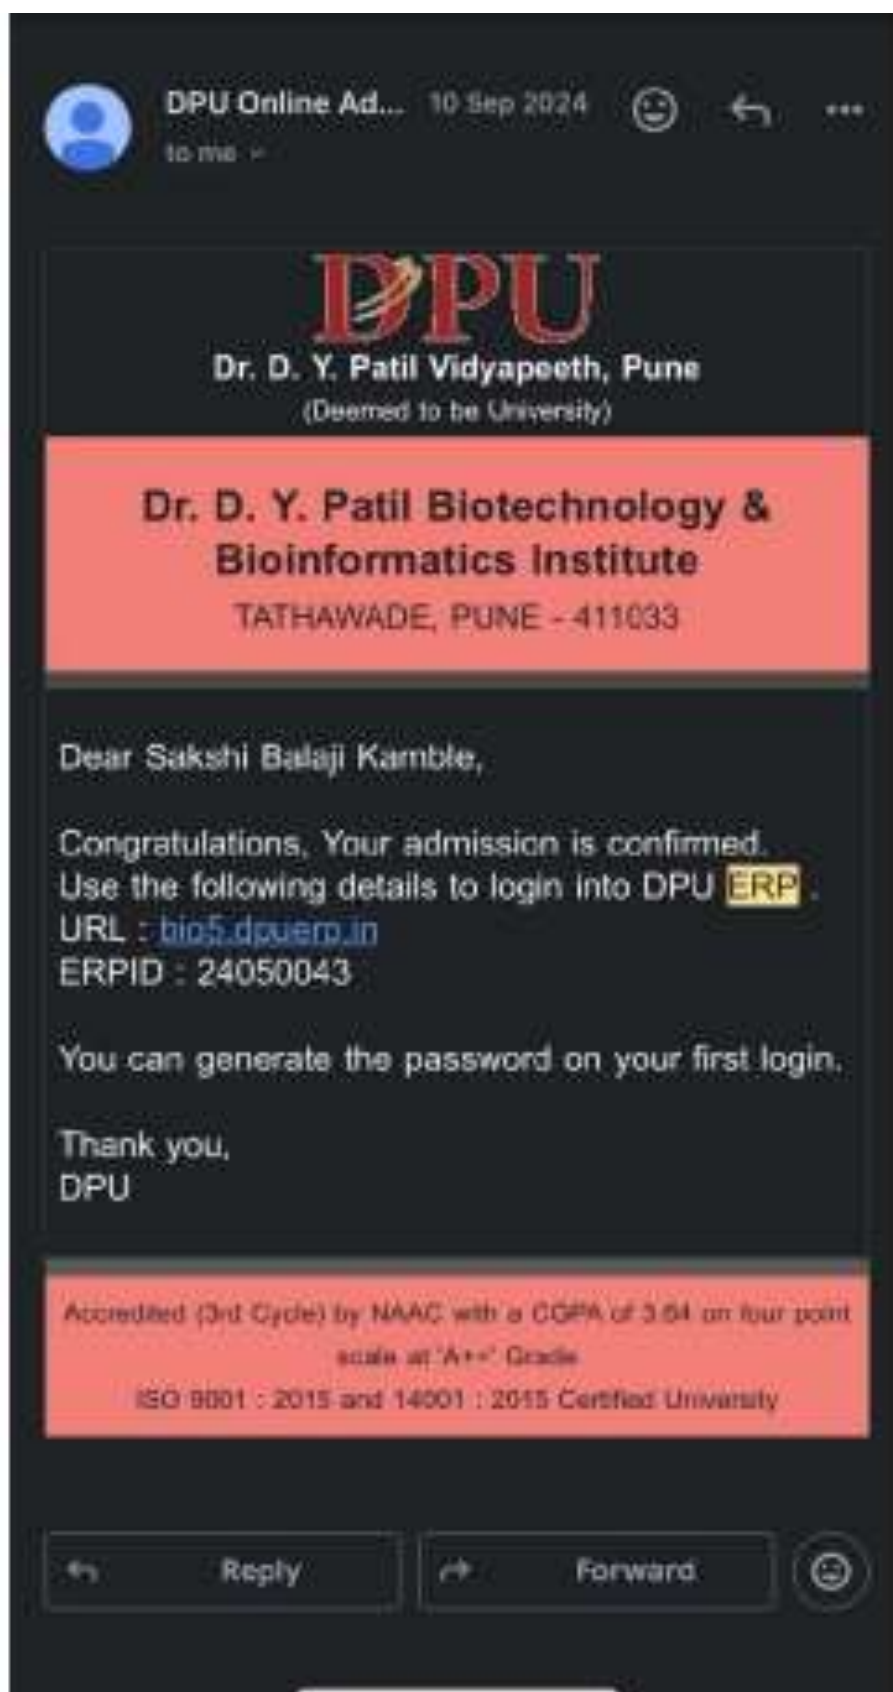 DPU Online Ad... 10 Sep 2024
to me
DPU
Dr. D. Y. Patil Vidyapeeth, Pune
(Deemed to be University)
Dr. D. Y. Patil Biotechnology &
Bioinformatics Institute
TATHAWADE, PUNE - 411033
Dear Sakshi Balaji Kamble,
Congratulations, Your admission is confirmed.
Use the following details to login into DPU ERP .
URL : bio5.dpuerp.in
ERPID : 24050043
You can generate the password on your first login.
Thank you,
DPU
Accredited (3rd Cycle) by NAAC with a CGPA of 3.64 on four point
scale at 'A++' Grade
ISO 9001 : 2015 and 14001 : 2015 Certified University
Reply Forward